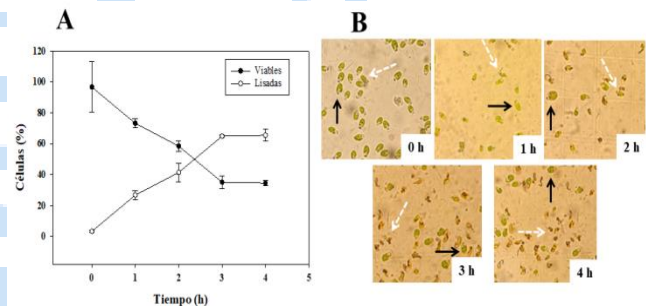 A
B
Células (%)
120
100
80
60
40
20
0
Viables
Lisadas
0 1 2 3 4 5
Tiempo (h)
0 h
1 h
2 h
3 h
4 h